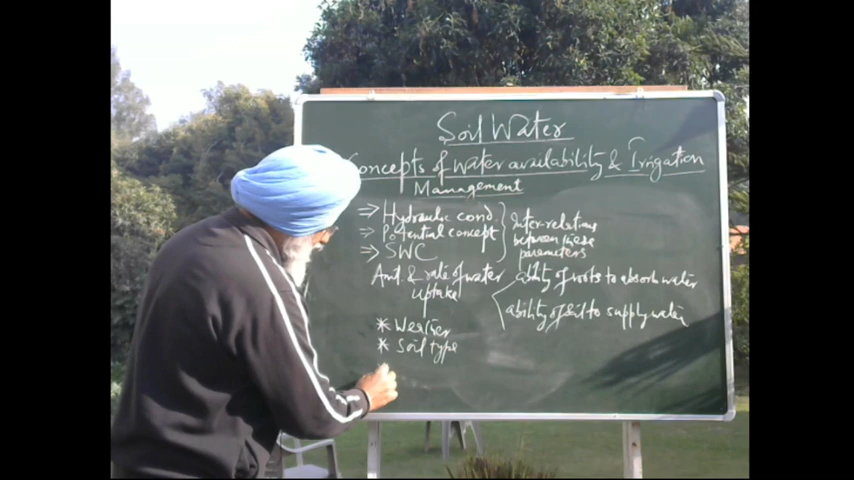 Soil Water
Concepts of water availability & Irrigation
Management
⇒ Hydraulic cond.
⇒ Potential concept
⇒ SWC
Inter-relations
between these
parameters
Amt. & rate of water
uptake
ability of roots to absorb water
ability of soil to supply water
* Weather
* Soil type